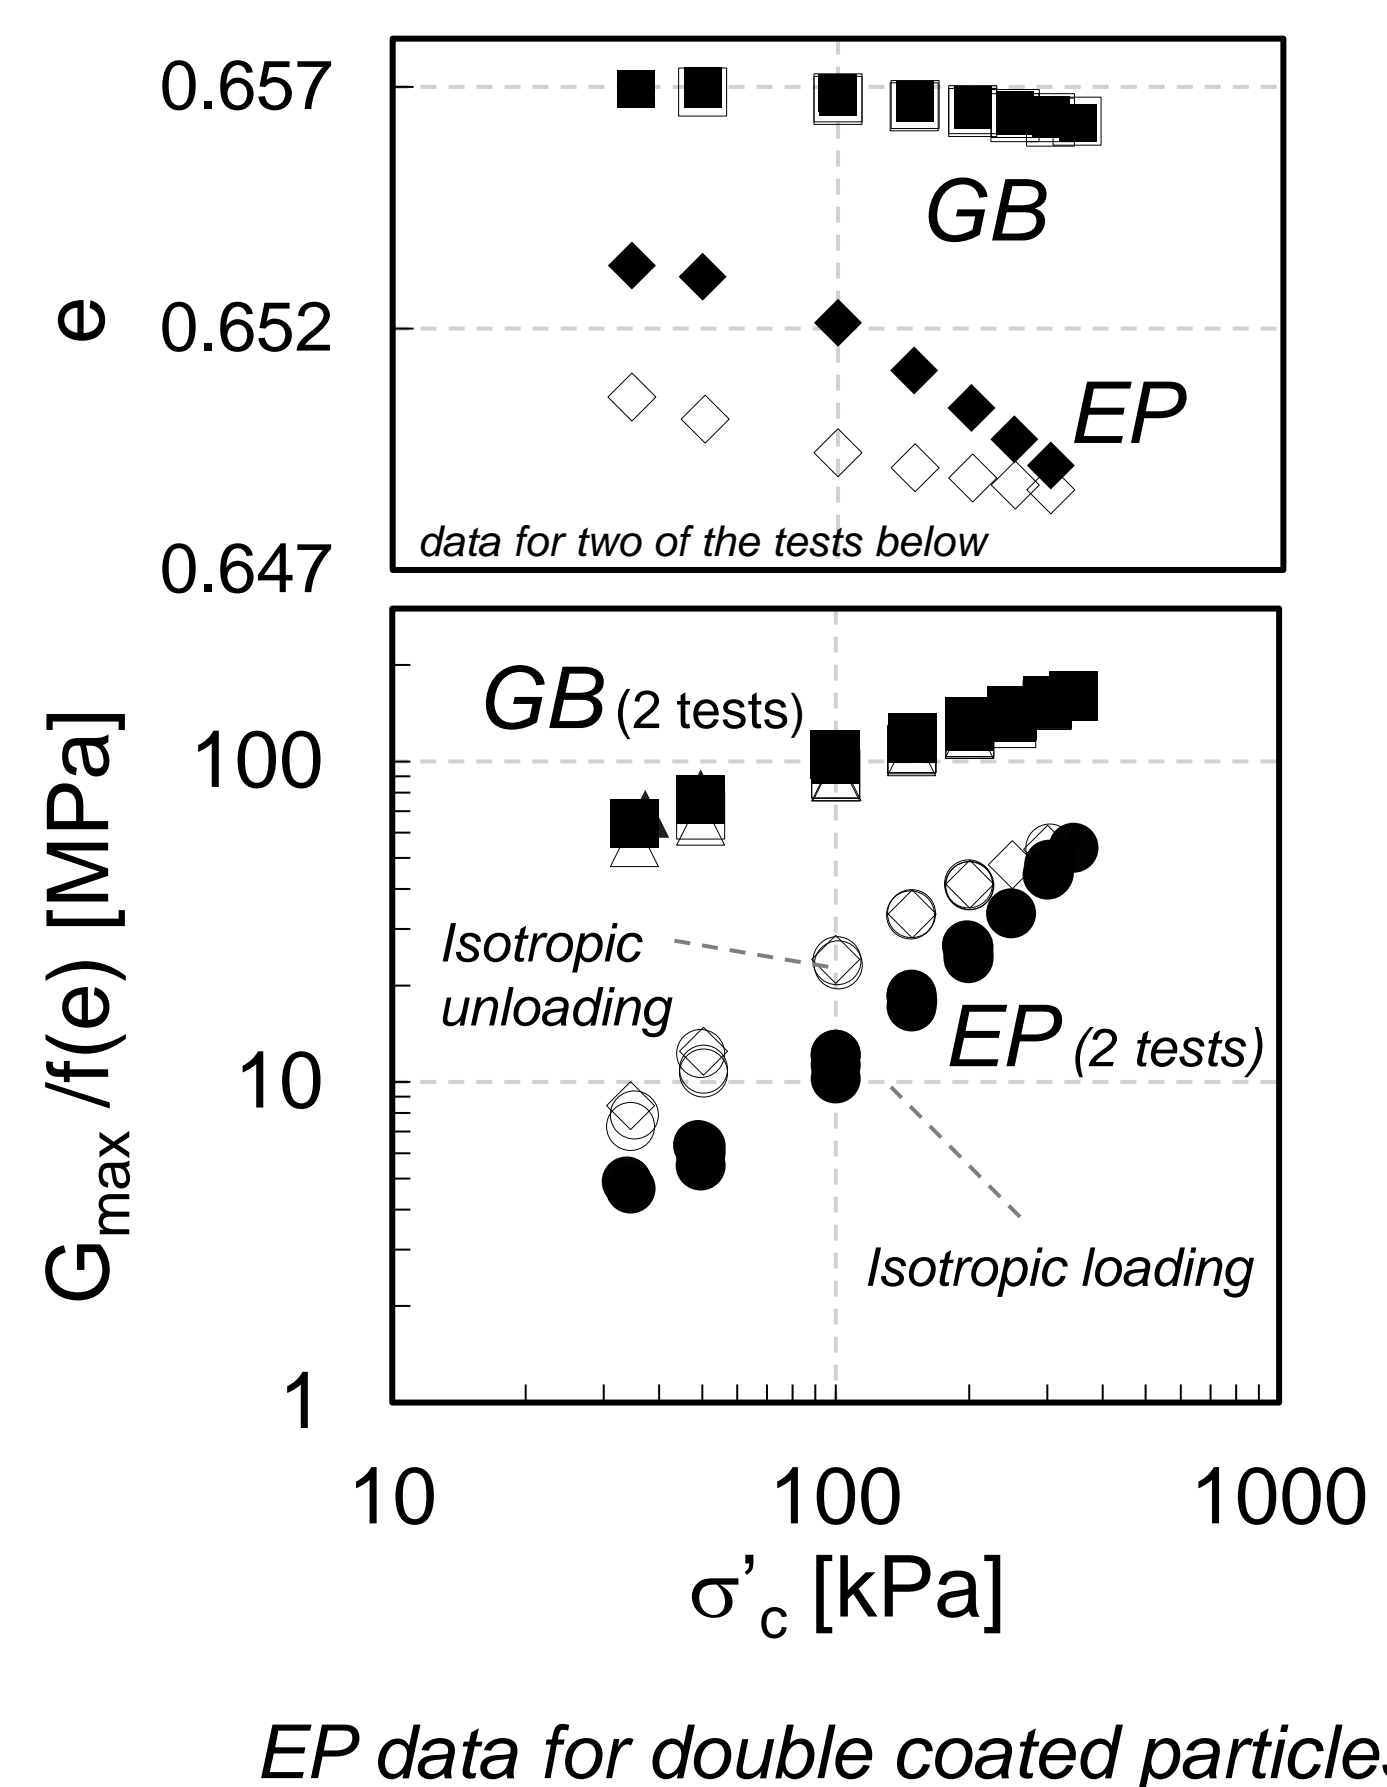 0.657
GB
e
0.652
EP
data for two of the tests below
0.647
GB (2 tests)
Gmax /f(e) [MPa]
100
Isotropic
unloading
EP (2 tests)
10
Isotropic loading
1
10 100 1000
σ’c [kPa]
EP data for double coated particles